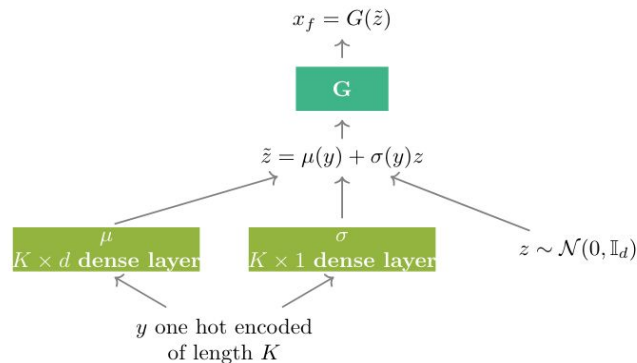 x_f = G(z̃)
G
z̃ = μ(y) + σ(y)z
μ
K × d dense layer
σ
K × 1 dense layer
z ∼ 𝒩(0, 𝕀_d)
y one hot encoded
of length K